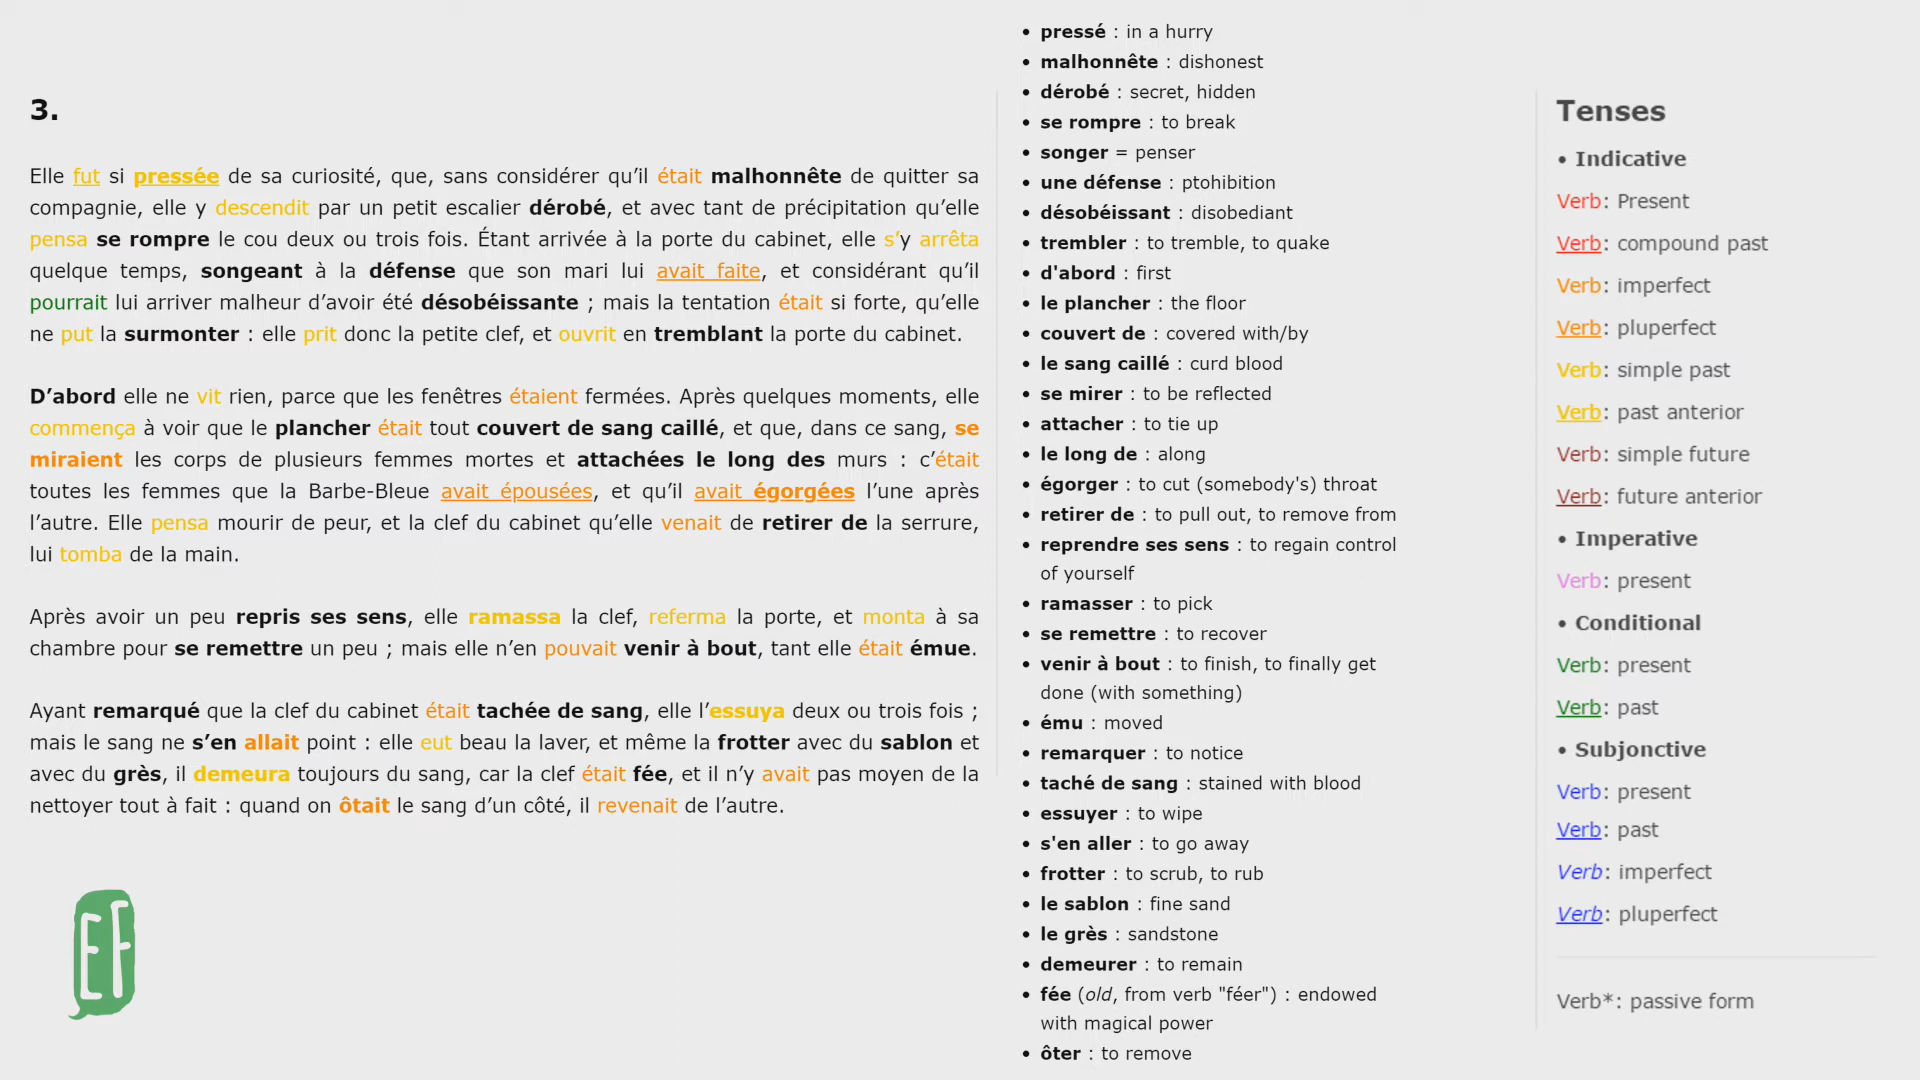 3.
Elle fut si pressée de sa curiosité, que, sans considérer qu’il était malhonnête de quitter sa
compagnie, elle y descendit par un petit escalier dérobé, et avec tant de précipitation qu’elle
pensa se rompre le cou deux ou trois fois. Étant arrivée à la porte du cabinet, elle s’y arrêta
quelque temps, songeant à la défense que son mari lui avait faite, et considérant qu’il
pourrait lui arriver malheur d’avoir été désobéissante ; mais la tentation était si forte, qu’elle
ne put la surmonter : elle prit donc la petite clef, et ouvrit en tremblant la porte du cabinet.
D’abord elle ne vit rien, parce que les fenêtres étaient fermées. Après quelques moments, elle
commença à voir que le plancher était tout couvert de sang caillé, et que, dans ce sang, se
miraient les corps de plusieurs femmes mortes et attachées le long des murs : c’était
toutes les femmes que la Barbe-Bleue avait épousées, et qu’il avait égorgées l’une après
l’autre. Elle pensa mourir de peur, et la clef du cabinet qu’elle venait de retirer de la serrure,
lui tomba de la main.
Après avoir un peu repris ses sens, elle ramassa la clef, referma la porte, et monta à sa
chambre pour se remettre un peu ; mais elle n’en pouvait venir à bout, tant elle était émue.
Ayant remarqué que la clef du cabinet était tachée de sang, elle l’essuya deux ou trois fois ;
mais le sang ne s’en allait point : elle eut beau la laver, et même la frotter avec du sablon et
avec du grès, il demeura toujours du sang, car la clef était fée, et il n’y avait pas moyen de la
nettoyer tout à fait : quand on ôtait le sang d’un côté, il revenait de l’autre.
EF
• pressé : in a hurry
• malhonnête : dishonest
• dérobé : secret, hidden
• se rompre : to break
• songer = penser
• une défense : ptohibition
• désobéissant : disobediant
• trembler : to tremble, to quake
• d'abord : first
• le plancher : the floor
• couvert de : covered with/by
• le sang caillé : curd blood
• se mirer : to be reflected
• attacher : to tie up
• le long de : along
• égorger : to cut (somebody's) throat
• retirer de : to pull out, to remove from
• reprendre ses sens : to regain control
of yourself
• ramasser : to pick
• se remettre : to recover
• venir à bout : to finish, to finally get
done (with something)
• ému : moved
• remarquer : to notice
• taché de sang : stained with blood
• essuyer : to wipe
• s'en aller : to go away
• frotter : to scrub, to rub
• le sablon : fine sand
• le grès : sandstone
• demeurer : to remain
• fée (old, from verb "féer") : endowed
with magical power
• ôter : to remove
Tenses
• Indicative
Verb: Present
Verb: compound past
Verb: imperfect
Verb: pluperfect
Verb: simple past
Verb: past anterior
Verb: simple future
Verb: future anterior
• Imperative
Verb: present
• Conditional
Verb: present
Verb: past
• Subjonctive
Verb: present
Verb: past
Verb: imperfect
Verb: pluperfect
Verb*: passive form